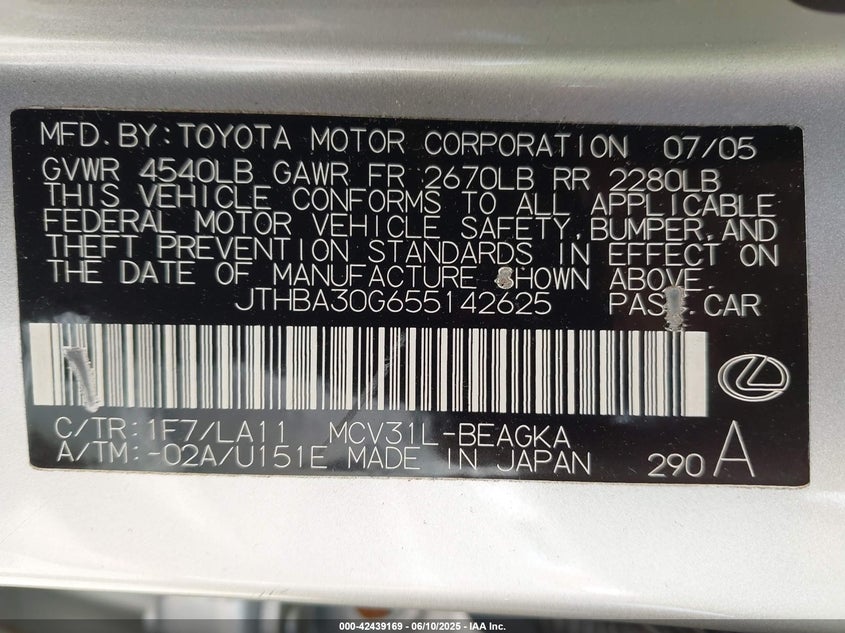 MFD.BY:TOYOTA MOTOR CORPORATION 07/05
GVWR 4540LB GAWR FR 2670LB RR 2280LB
THIS VEHICLE CONFORMS TO ALL APPLICABLE
FEDERAL MOTOR VEHICLE SAFETY,BUMPER,AND
THEFT PREVENTION STANDARDS IN EFFECT ON
THE DATE OF MANUFACTURE SHOWN ABOVE.
JTHBA30G655142625 PASS.CAR
C/TR:1F7/LA11 MCV31L-BEAGKA
A/TM:-02A/U151E MADE IN JAPAN 290 A
000-42439169 - 06/10/2025 - © IAA Inc.